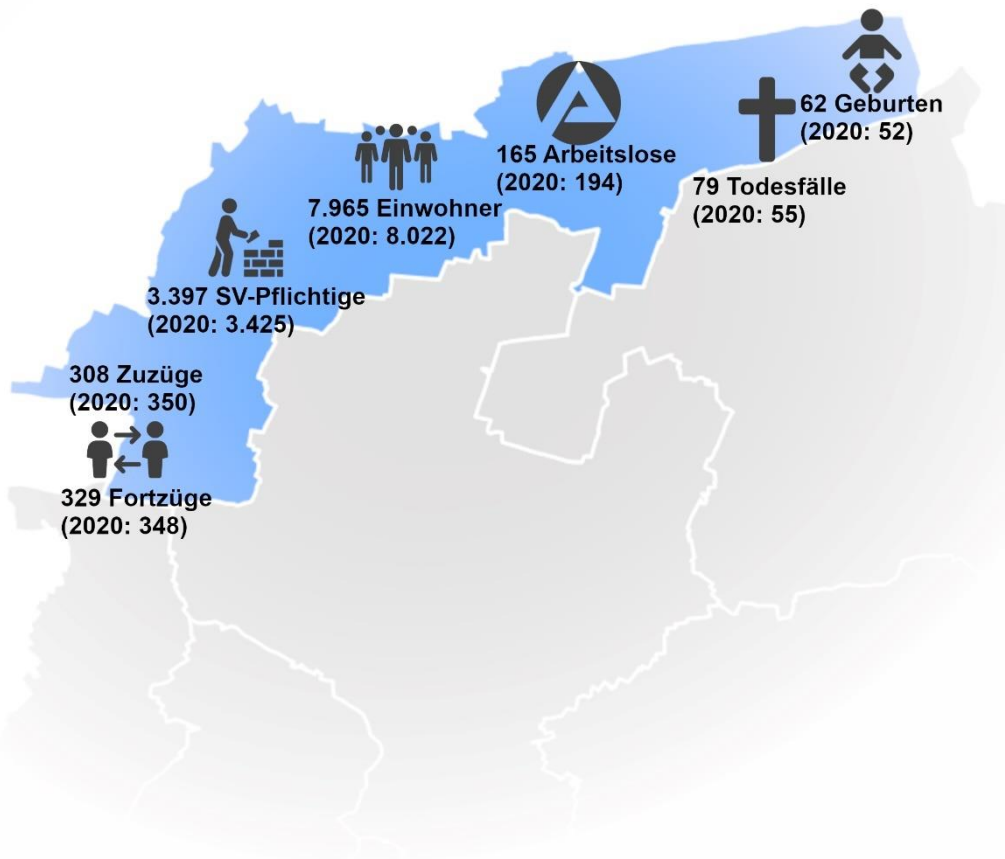 62 Geburten
(2020: 52)
165 Arbeitslose
(2020: 194)
79 Todesfälle
(2020: 55)
7.965 Einwohner
(2020: 8.022)
3.397 SV-Pflichtige
(2020: 3.425)
308 Zuzüge
(2020: 350)
329 Fortzüge
(2020: 348)